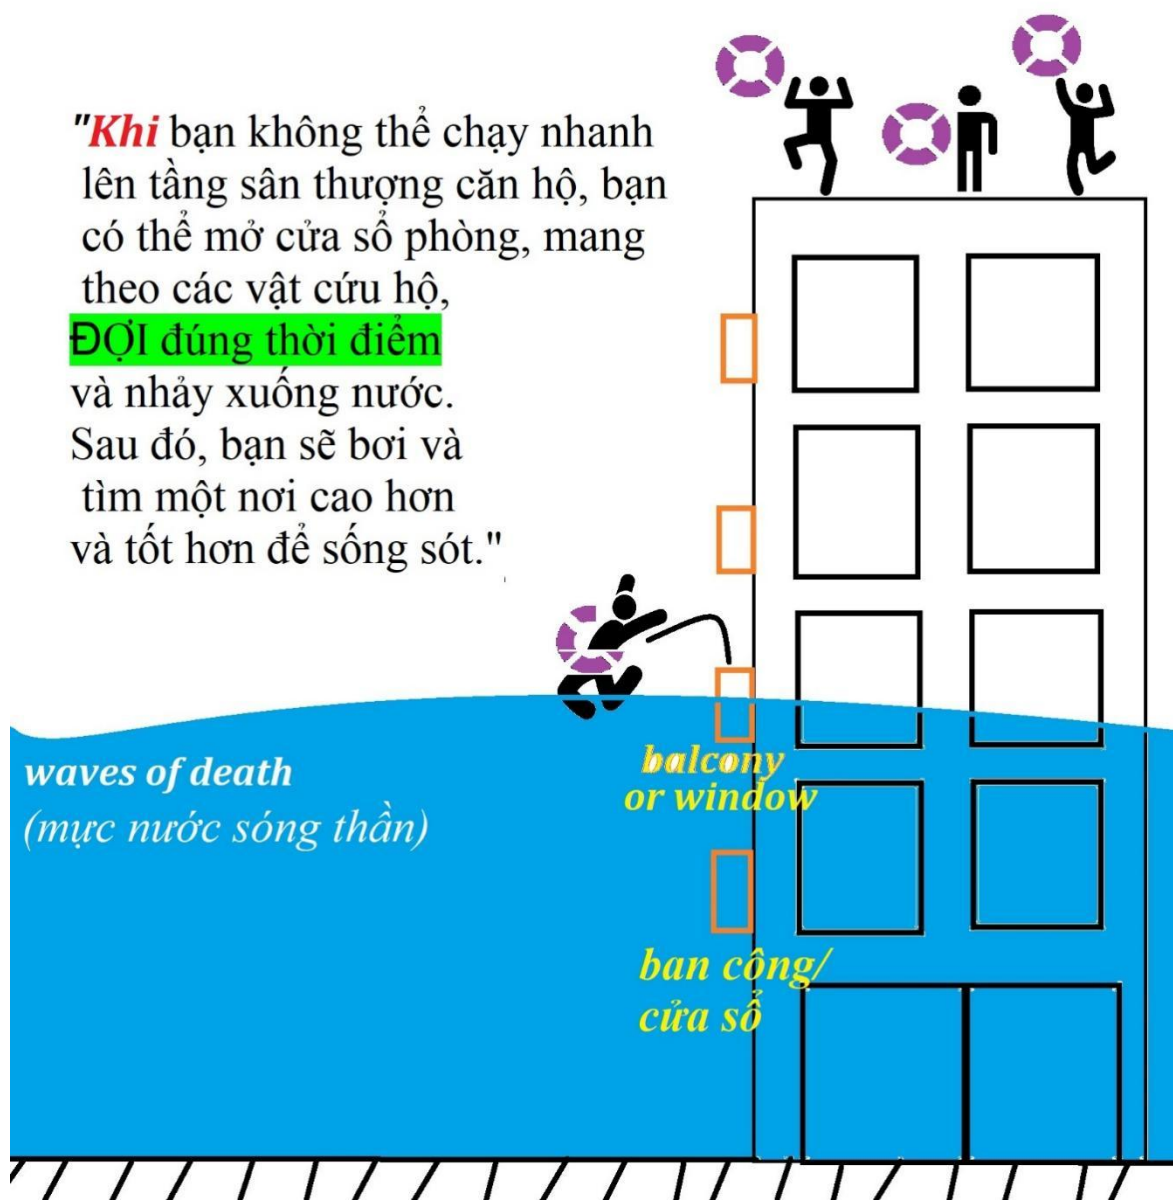 "Khi bạn không thể chạy nhanh
lên tầng sân thượng căn hộ, bạn
có thể mở cửa sổ phòng, mang
theo các vật cứu hộ,
ĐỢI đúng thời điểm
và nhảy xuống nước.
Sau đó, bạn sẽ bơi và
tìm một nơi cao hơn
và tốt hơn để sống sót."
waves of death
(mực nước sóng thần)
balcony
or window
ban công/
cửa sổ